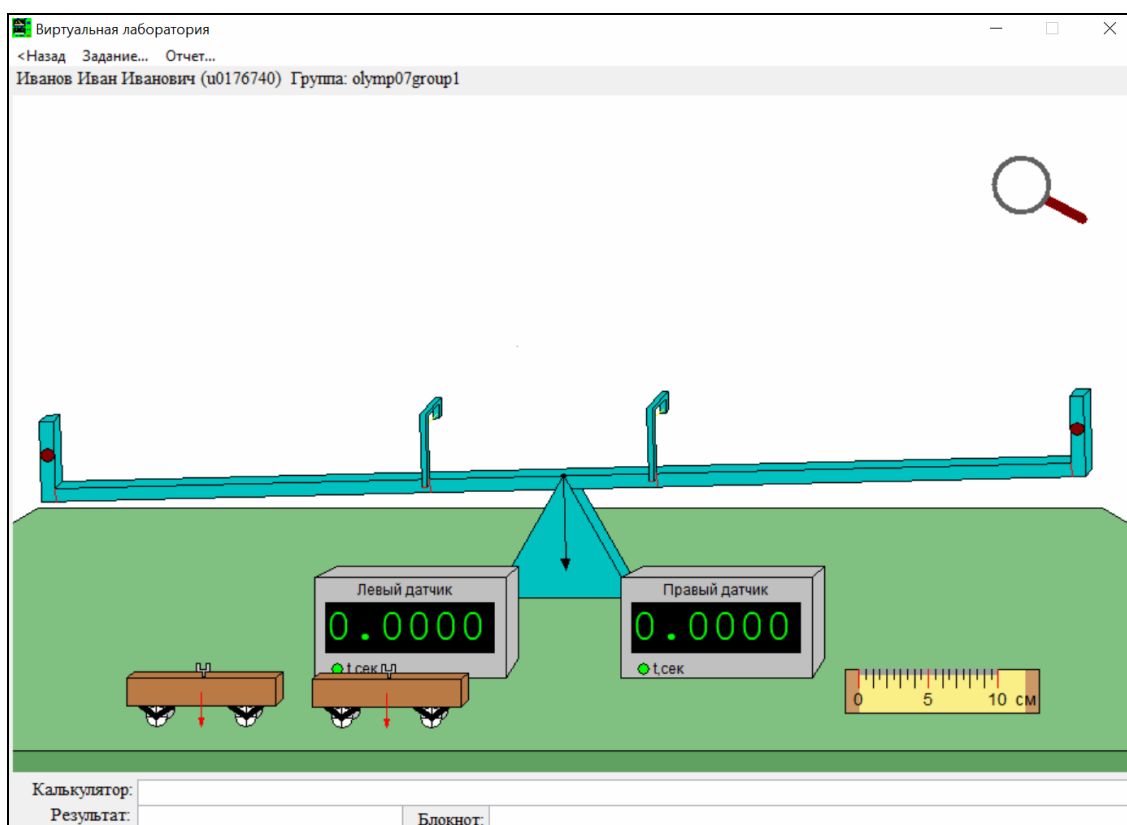 Виртуальная лаборатория
<Назад Задание... Отчет...
Иванов Иван Иванович (u0176740) Группа: olymp07group1
Левый датчик Правый датчик
0.0000 0.0000
t,сек t,сек
0 5 10 см
Калькулятор:
Результат: Блокнот: